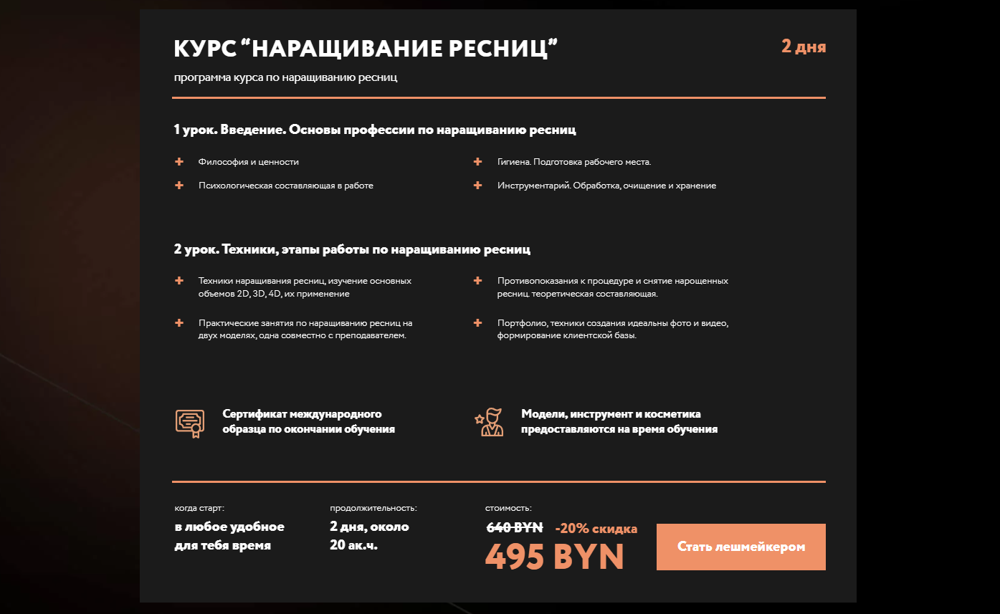 КУРС “НАРАЩИВАНИЕ РЕСНИЦ”
2 дня
программа курса по наращиванию ресниц
1 урок. Введение. Основы профессии по наращиванию ресниц
Философия и ценности
Гигиена. Подготовка рабочего места.
Психологическая составляющая в работе
Инструментарий. Обработка, очищение и хранение
2 урок. Техники, этапы работы по наращиванию ресниц
Техники наращивания ресниц, изучение основных
объемов 2D, 3D, 4D, их применение
Противопоказания к процедуре и снятие нарощенных
ресниц. теоретическая составляющая.
Практические занятия по наращиванию ресниц на
двух моделях, одна совместно с преподавателем.
Портфолио, техники создания идеальны фото и видео,
формирование клиентской базы.
Сертификат международного
образца по окончании обучения
Модели, инструмент и косметика
предоставляются на время обучения
когда старт:
в любое удобное
для тебя время
продолжительность:
2 дня, около
20 ак.ч.
стоимость:
640 BYN -20% скидка
495 BYN
Стать лешмейкером